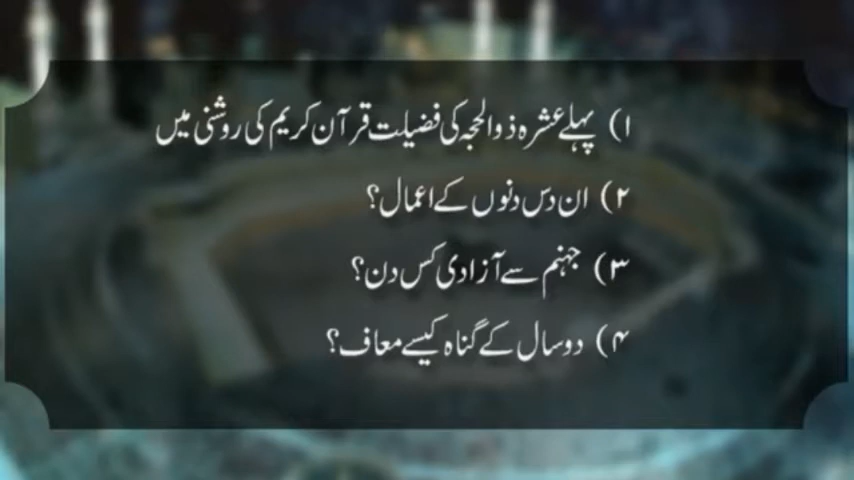 ۱) پہلے عشرہ ذوالحجہ کی فضیلت قرآن کریم کی روشنی میں
۲) ان دس دنوں کے اعمال؟
۳) جہنم سے آزادی کس دن؟
۴) دو سال کے گناہ کیسے معاف؟